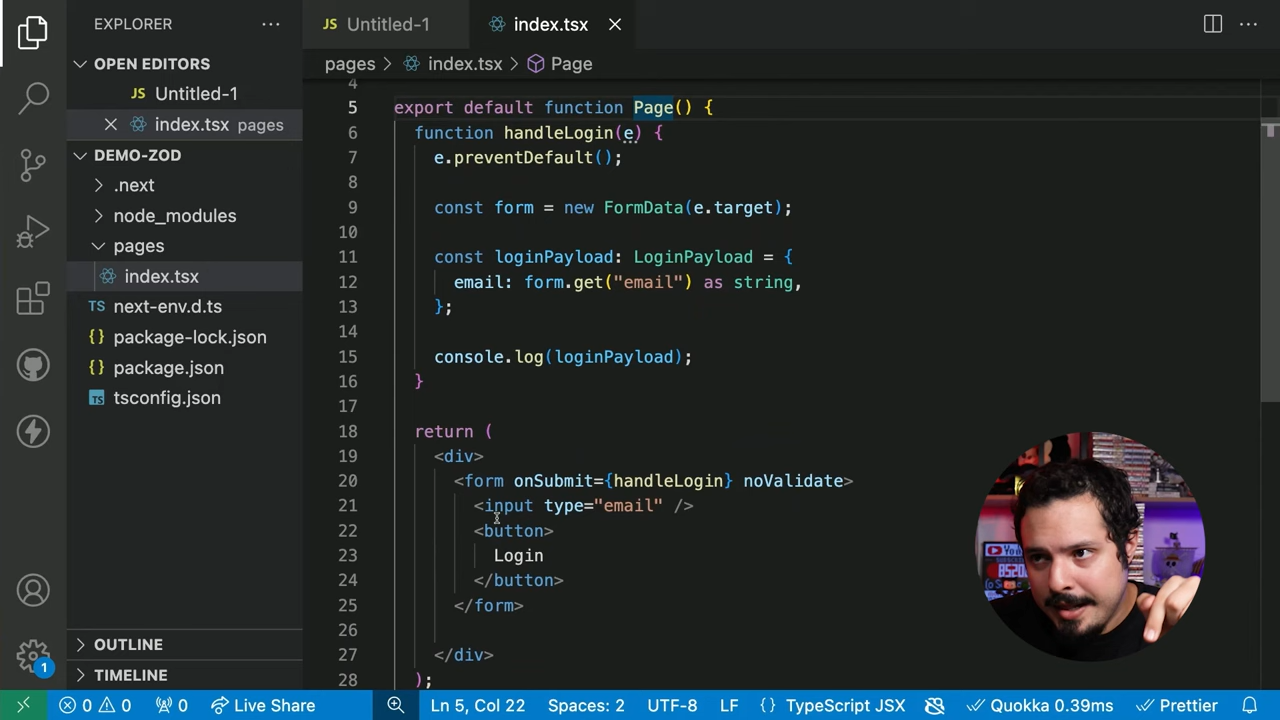 EXPLORER
OPEN EDITORS
JS Untitled-1
index.tsx pages
DEMO-ZOD
.next
node_modules
pages
index.tsx
TS next-env.d.ts
{} package-lock.json
{} package.json
TS tsconfig.json
OUTLINE
TIMELINE
1
JS Untitled-1
index.tsx
pages > index.tsx > Page
4
5 export default function Page() {
6 function handleLogin(e) {
7 e.preventDefault();
8
9 const form = new FormData(e.target);
10
11 const loginPayload: LoginPayload = {
12 email: form.get("email") as string,
13 };
14
15 console.log(loginPayload);
16 }
17
18 return (
19 <div>
20 <form onSubmit={handleLogin} noValidate>
21 <input type="email" />
22 <button>
23 Login
24 </button>
25 </form>
26
27 </div>
28 );
0 0 0 Live Share Ln 5, Col 22 Spaces: 2 UTF-8 LF {} TypeScript JSX Quokka 0.39ms Prettier